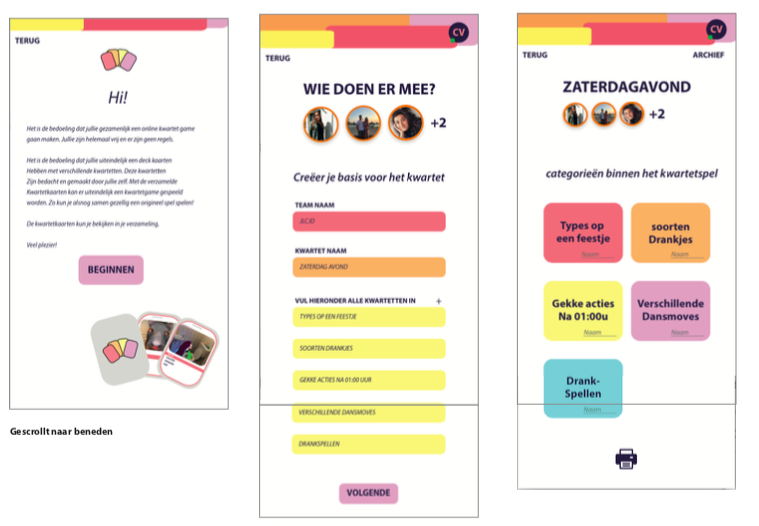 TERUG
Hi!
Het is de bedoeling dat jullie gezamenlijk een online kwartet game
gaan maken. Jullie zijn helemaal vrij en er zijn geen regels.
Het is de bedoeling dat jullie uiteindelijk een deck kaarten
Hebben met verschillende kwartetten. Deze kwartetten
Zijn bedacht en gemaakt door jullie zelf. Met de verzamelde
Kwartetkaarten kan er uiteindelijk een kwartetgame gespeeld
worden. Zo kun je alsnog samen gezellig een origineel spel spelen!
De kwartetkaarten kun je bekijken in je verzameling.
Veel plezier!
BEGINNEN
Gescrollt naar beneden
CV
TERUG
WIE DOEN ER MEE?
+2
Creëer je basis voor het kwartet
TEAM NAAM
KWARTET NAAM
ZATERDAG AVOND
VUL HIERONDER ALLE KWARTETTEN IN +
TYPES OP EEN FEESTJE
SOORTEN DRANKJES
GEKKE ACTIES NA 01:00 UUR
VERSCHILLENDE DANSMOVES
DRANKSPELLEN
VOLGENDE
CV
TERUG
ARCHIEF
ZATERDAGAVOND
+2
categorieën binnen het kwartetspel
Types op
een feestje
Naam
soorten
Drankjes
Naam
Gekke acties
Na 01:00u
Naam
Verschillende
Dansmoves
Naam
Drank-
Spellen
Naam